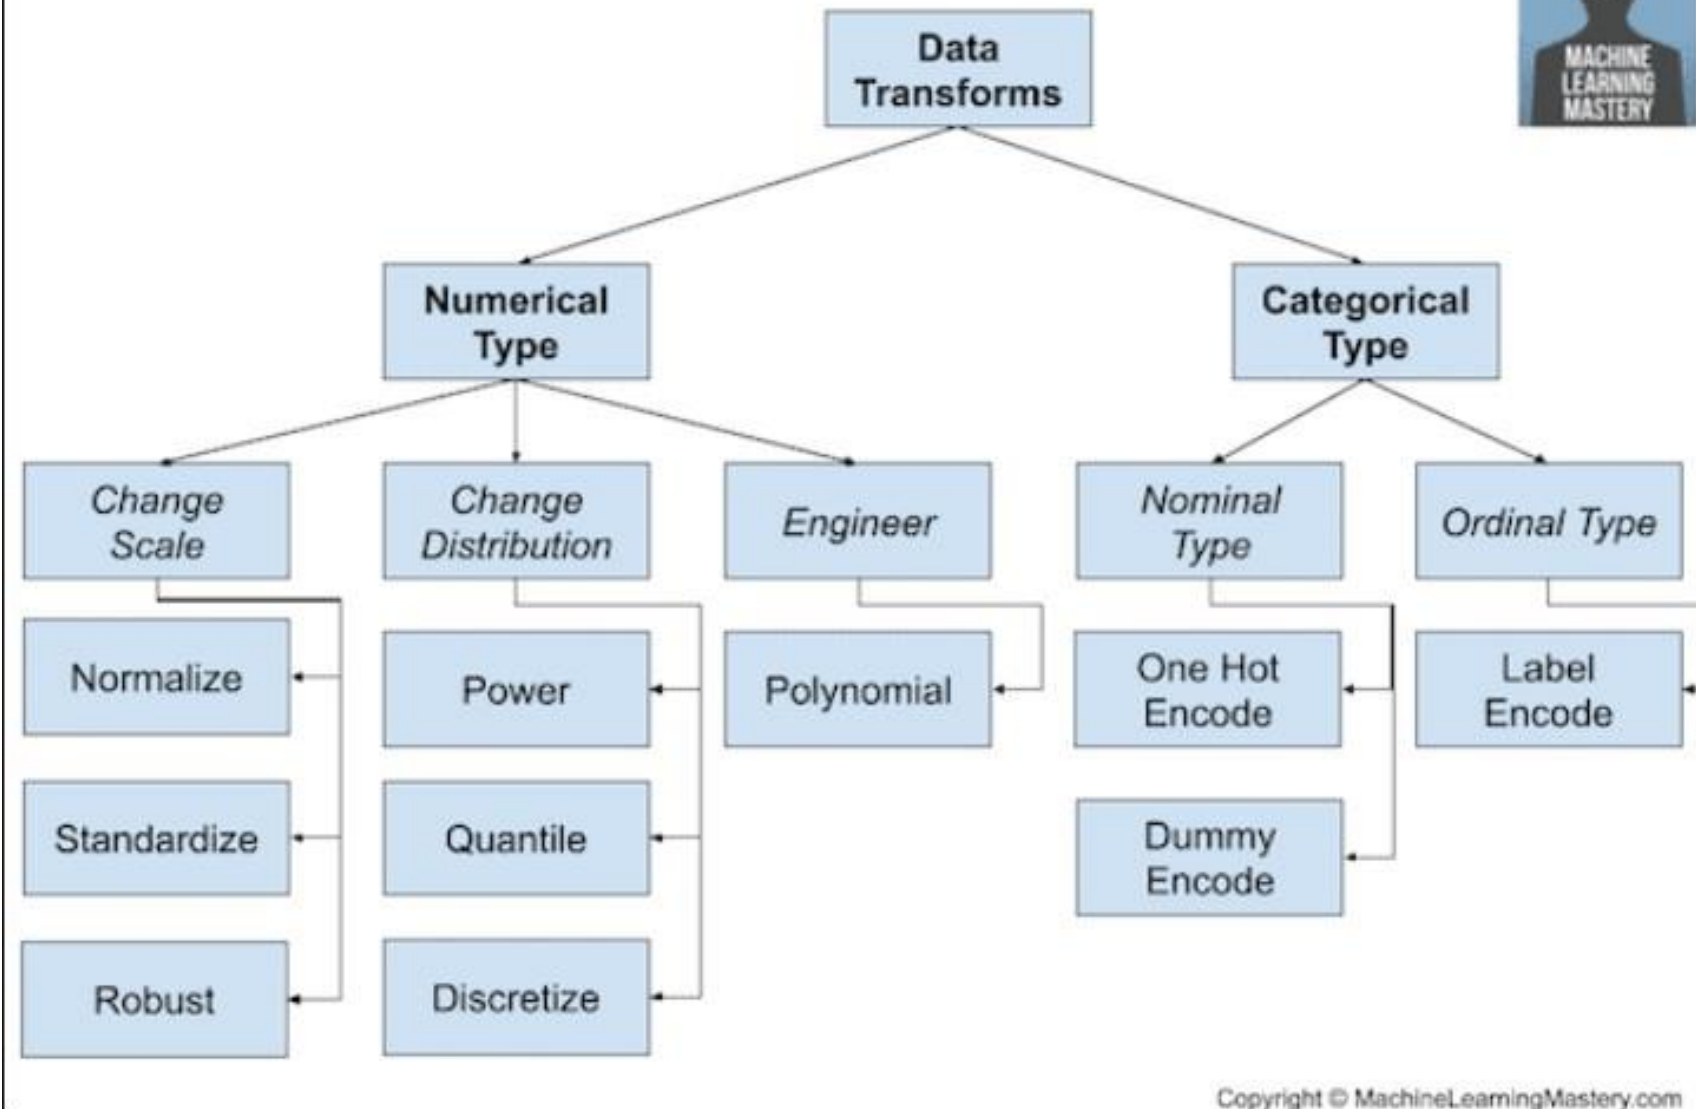 Data
Transforms
MACHINE
LEARNING
MASTERY
Numerical
Type
Categorical
Type
Change
Scale
Change
Distribution
Engineer
Nominal
Type
Ordinal Type
Normalize
Power
Polynomial
One Hot
Encode
Label
Encode
Standardize
Quantile
Dummy
Encode
Robust
Discretize
Copyright © MachineLearningMastery.com